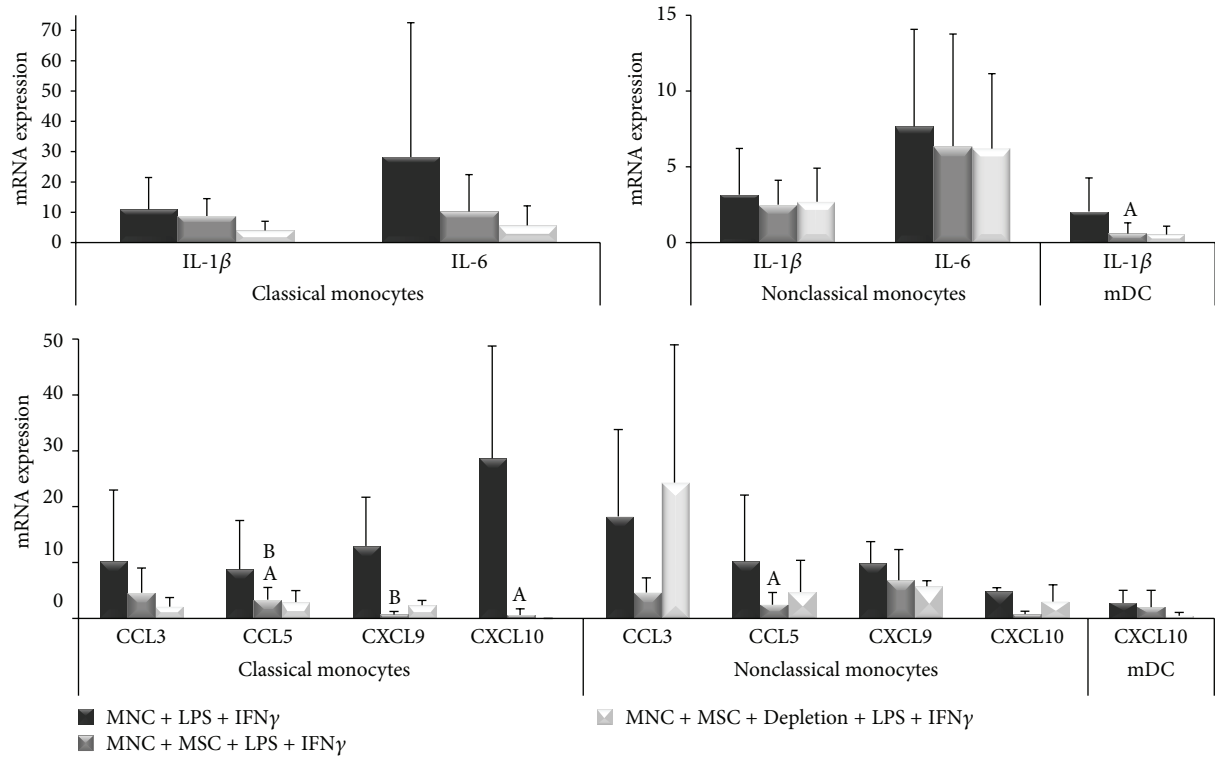 mRNA expression
70
60
50
40
30
20
10
0
IL-1β IL-6
Classical monocytes
mRNA expression
15
10
5
0
A
IL-1β IL-6 IL-1β
Nonclassical monocytes mDC
mRNA expression
50
40
30
20
10
0
B
A
B
A
A
CCL3 CCL5 CXCL9 CXCL10 CCL3 CCL5 CXCL9 CXCL10 CXCL10
Classical monocytes Nonclassical monocytes mDC
MNC + LPS + IFNγ
MNC + MSC + LPS + IFNγ
MNC + MSC + Depletion + LPS + IFNγ